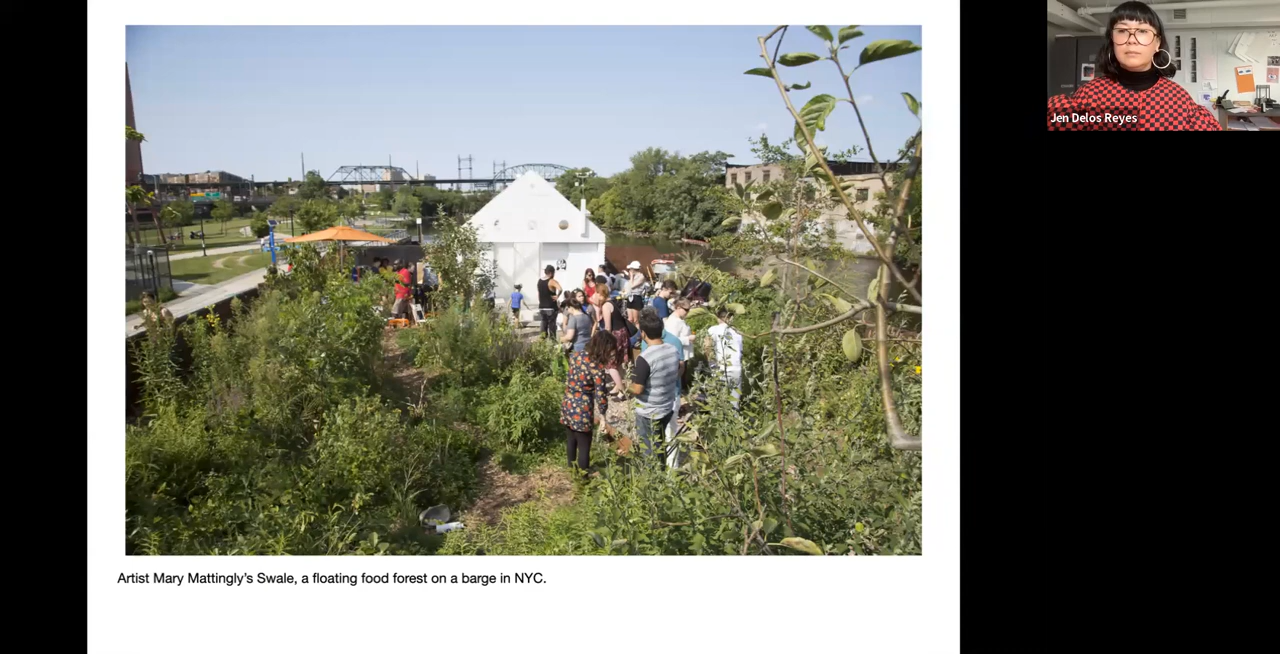 Jen Delos Reyes
Artist Mary Mattingly’s Swale, a floating food forest on a barge in NYC.